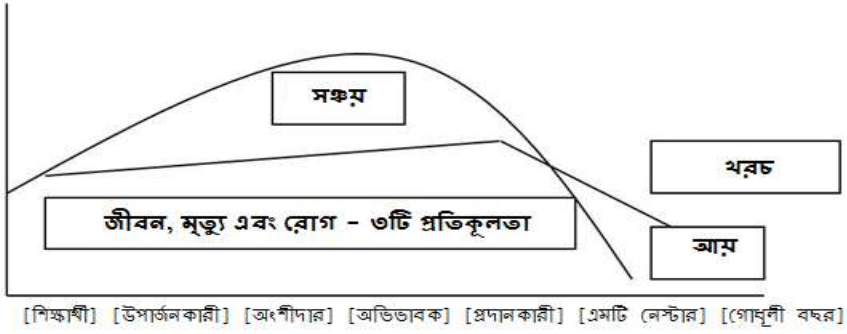 সঞ্চয়
খরচ
জীবন, মৃত্যু এবং রোগ – ৩টি প্রতিকূলতা
আয়
[শিক্ষার্থী] [উপার্জনকারী] [অংশীদার] [অভিভাবক] [প্রদানকারী] [এমটি নেস্টার] [গোধূলী বছর]